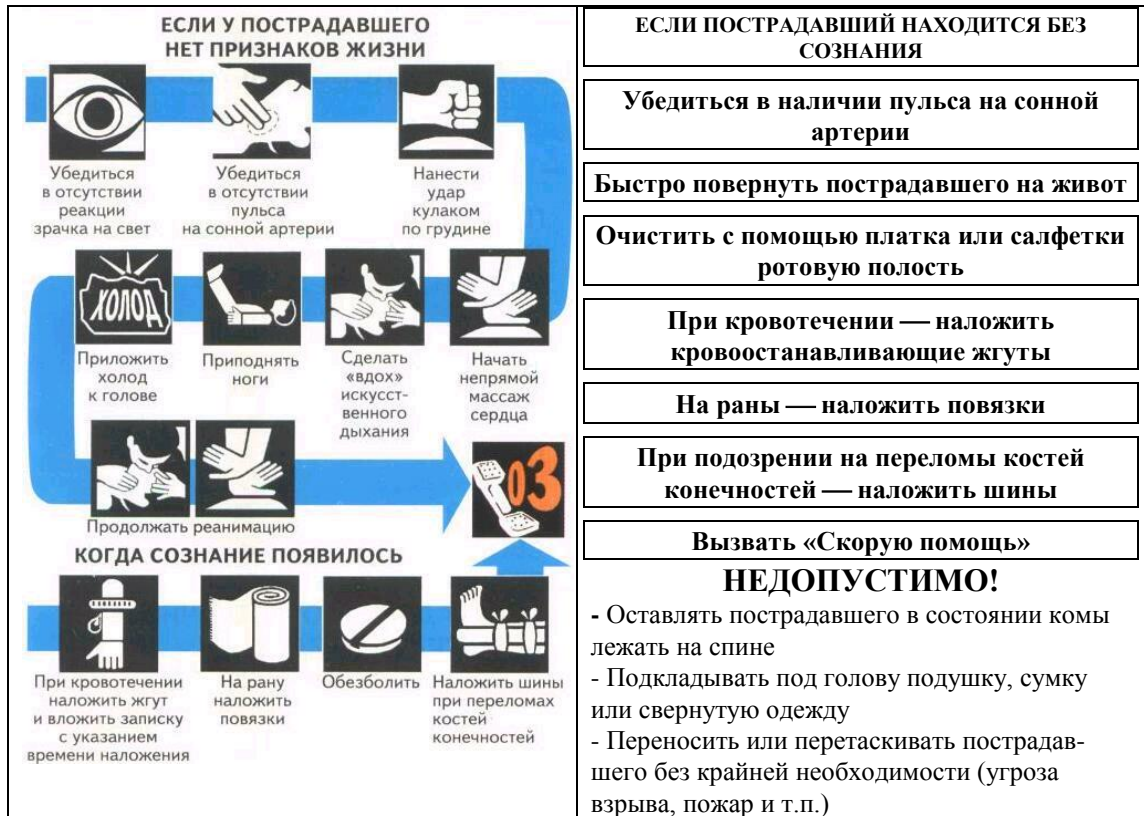 ЕСЛИ У ПОСТРАДАВШЕГО
НЕТ ПРИЗНАКОВ ЖИЗНИ
Убедиться
в отсутствии
реакции
зрачка на свет
Убедиться
в отсутствии
пульса
на сонной артерии
Нанести
удар
кулаком
по грудине
ХОЛОД
Приложить
холод
к голове
Приподнять
ноги
Сделать
«вдох»
искусст-
венного
дыхания
Начать
непрямой
массаж
сердца
03
Продолжать реанимацию
КОГДА СОЗНАНИЕ ПОЯВИЛОСЬ
При кровотечении
наложить жгут
и вложить записку
с указанием
времени наложения
На рану
наложить
повязки
Обезболить
Наложить шины
при переломах
костей
конечностей
ЕСЛИ ПОСТРАДАВШИЙ НАХОДИТСЯ БЕЗ
СОЗНАНИЯ
Убедиться в наличии пульса на сонной
артерии
Быстро повернуть пострадавшего на живот
Очистить с помощью платка или салфетки
ротовую полость
При кровотечении — наложить
кровоостанавливающие жгуты
На раны — наложить повязки
При подозрении на переломы костей
конечностей — наложить шины
Вызвать «Скорую помощь»
НЕДОПУСТИМО!
- Оставлять пострадавшего в состоянии комы
лежать на спине
- Подкладывать под голову подушку, сумку
или свернутую одежду
- Переносить или перетаскивать пострадав-
шего без крайней необходимости (угроза
взрыва, пожар и т.п.)